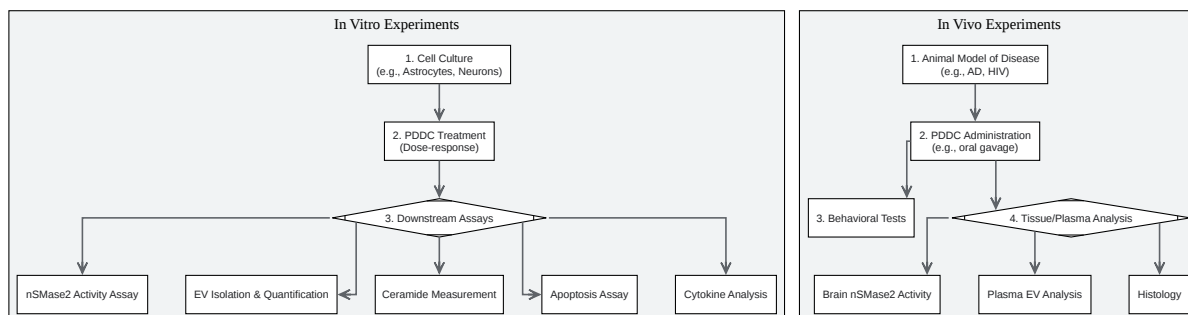 In Vitro Experiments
1. Cell Culture
(e.g., Astrocytes, Neurons)
2. PDDC Treatment
(Dose-response)
3. Downstream Assays
nSMase2 Activity Assay
EV Isolation & Quantification
Ceramide Measurement
Apoptosis Assay
Cytokine Analysis
In Vivo Experiments
1. Animal Model of Disease
(e.g., AD, HIV)
2. PDDC Administration
(e.g., oral gavage)
3. Behavioral Tests
4. Tissue/Plasma Analysis
Brain nSMase2 Activity
Plasma EV Analysis
Histology